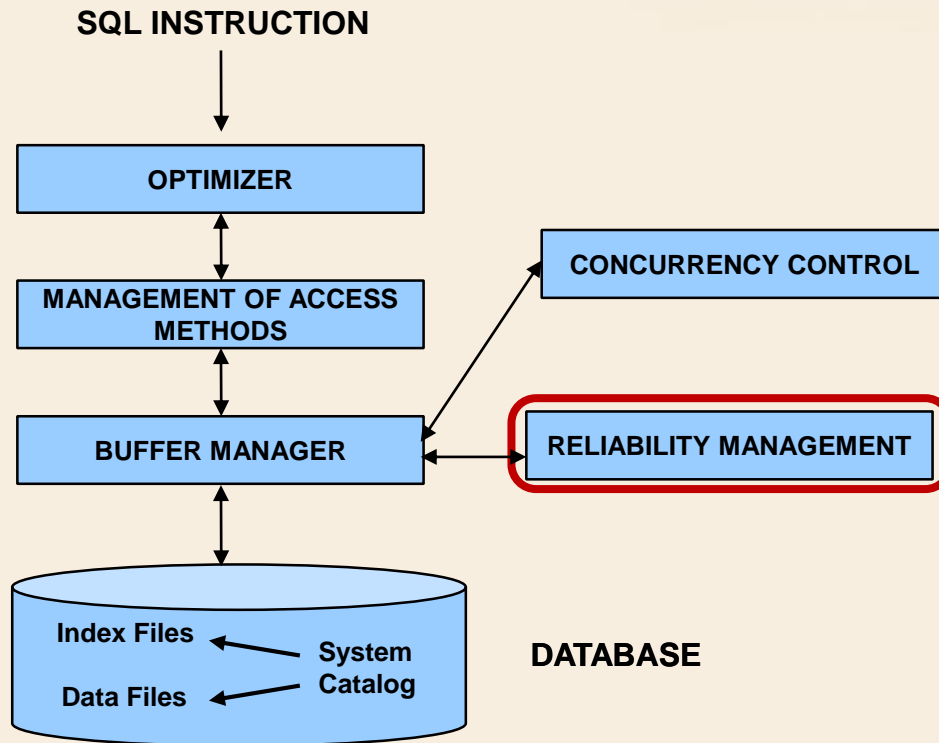 SQL INSTRUCTION
OPTIMIZER
MANAGEMENT OF ACCESS
METHODS
CONCURRENCY CONTROL
BUFFER MANAGER
RELIABILITY MANAGEMENT
Index Files
System
Catalog
Data Files
DATABASE